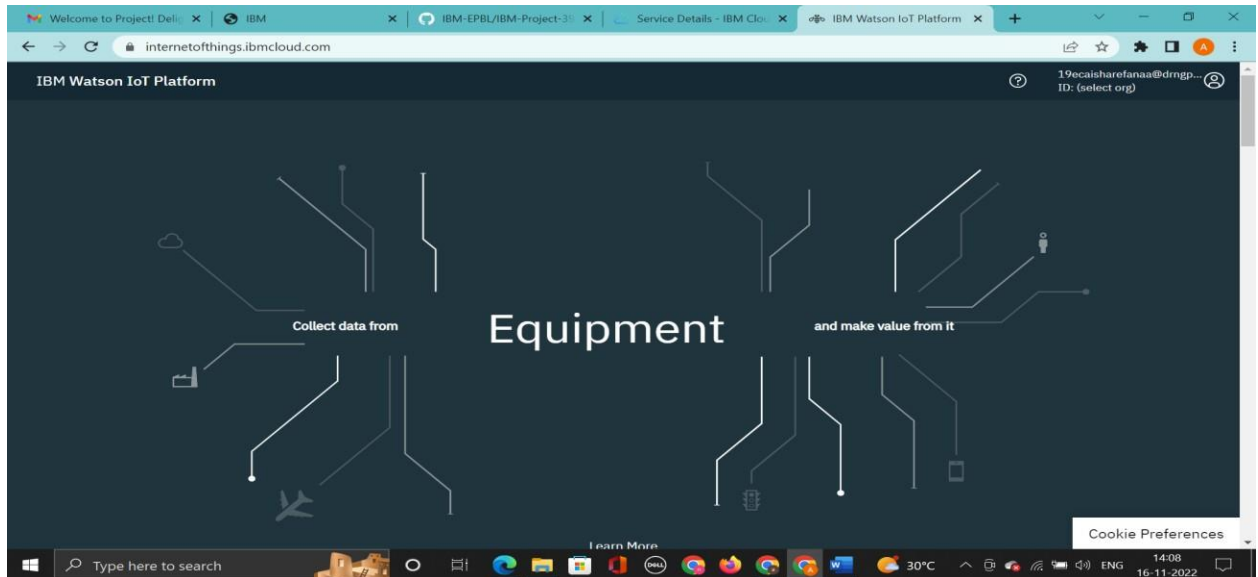 Welcome to Project! Deli
IBM
IBM-EPBL/IBM-Project-3
Service Details - IBM Clou
IBM Watson IoT Platform
internetofthings.ibmcloud.com
A
IBM Watson IoT Platform
19ecaisharefanaa@drngp...
ID: (select org)
Collect data from
Equipment
and make value from it
Learn More
Cookie Preferences
Type here to search
DELL
30°C
ENG
14:08
16-11-2022